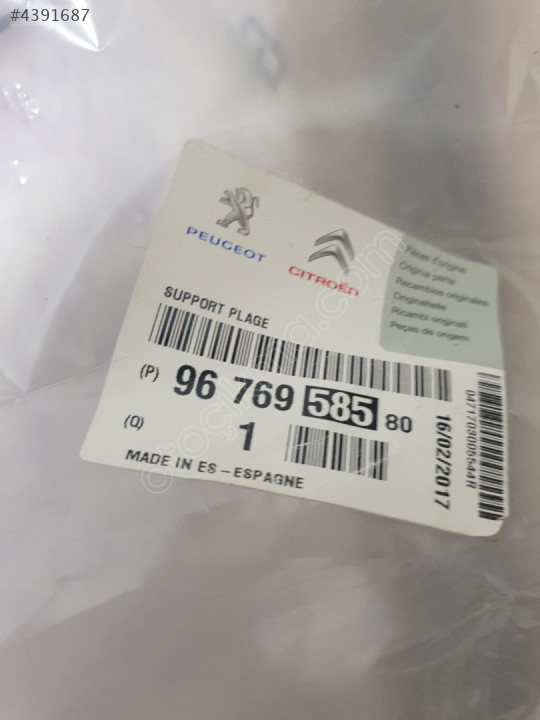 #4391687
PEUGEOT
CITROËN
Pièces d'origine
Original parts
Recambios originales
Originalteile
Ricambi originali
Peças de origem
SUPPORT PLAGE
(P) 96 769 585 80
(Q) 1
MADE IN ES – ESPAGNE
16/02/2017
0471703005544R